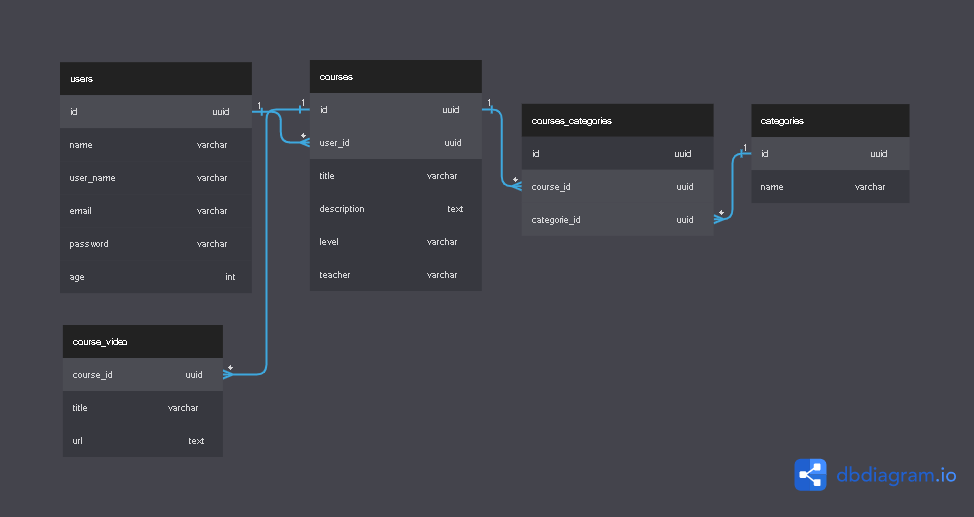 users
id uuid
name varchar
user_name varchar
email varchar
password varchar
age int
1
courses
1
id uuid
*
user_id uuid
title varchar
description text
level varchar
teacher varchar
1
courses_categories
id uuid
*
course_id uuid
categorie_id uuid
*
categories
1
id uuid
name varchar
course_video
*
course_id uuid
title varchar
url text
dbdiagram.io